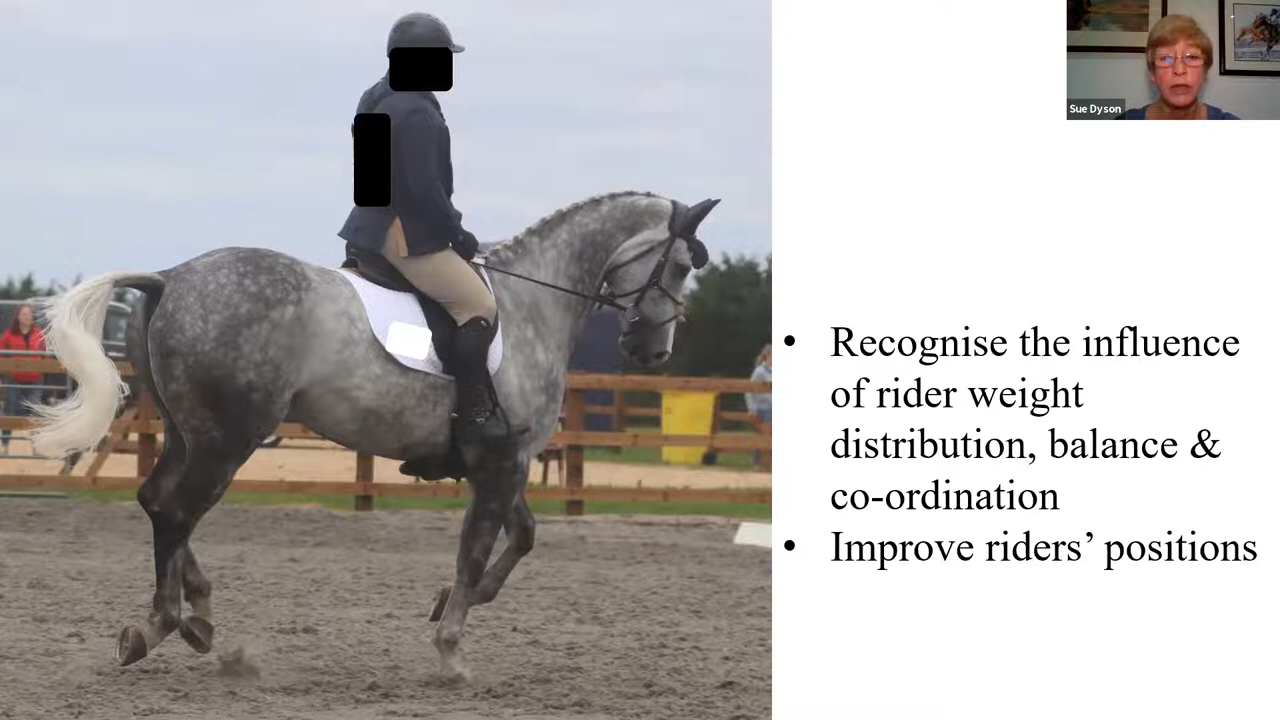 Sue Dyson
• Recognise the influence
of rider weight
distribution, balance &
co-ordination
• Improve riders’ positions